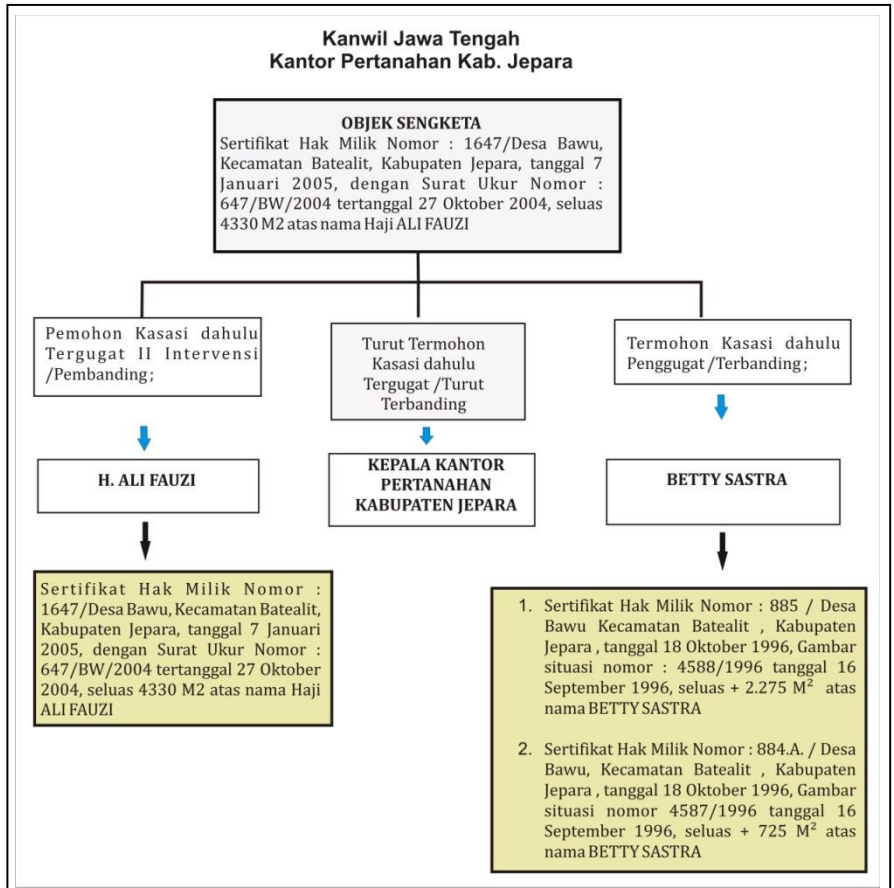 Kanwil Jawa Tengah
Kantor Pertanahan Kab. Jepara
OBJEK SENGKETA
Sertifikat Hak Milik Nomor : 1647/Desa Bawu,
Kecamatan Batealit, Kabupaten Jepara, tanggal 7
Januari 2005, dengan Surat Ukur Nomor :
647/BW/2004 tertanggal 27 Oktober 2004, seluas
4330 M2 atas nama Haji ALI FAUZI
Pemohon Kasasi dahulu
Tergugat II Intervensi
/Pembanding;
Turut Termohon
Kasasi dahulu
Tergugat /Turut
Terbanding
Termohon Kasasi dahulu
Penggugat /Terbanding;
H. ALI FAUZI
KEPALA KANTOR
PERTANAHAN
KABUPATEN JEPARA
BETTY SASTRA
Sertifikat Hak Milik Nomor :
1647/Desa Bawu, Kecamatan Batealit,
Kabupaten Jepara, tanggal 7 Januari
2005, dengan Surat Ukur Nomor :
647/BW/2004 tertanggal 27 Oktober
2004, seluas 4330 M2 atas nama Haji
ALI FAUZI
1. Sertifikat Hak Milik Nomor : 885 / Desa
Bawu Kecamatan Batealit , Kabupaten
Jepara , tanggal 18 Oktober 1996, Gambar
situasi nomor : 4588/1996 tanggal 16
September 1996, seluas + 2.275 M² atas
nama BETTY SASTRA
2. Sertifikat Hak Milik Nomor : 884.A. / Desa
Bawu, Kecamatan Batealit , Kabupaten
Jepara , tanggal 18 Oktober 1996, Gambar
situasi nomor 4587/1996 tanggal 16
September 1996, seluas + 725 M² atas
nama BETTY SASTRA